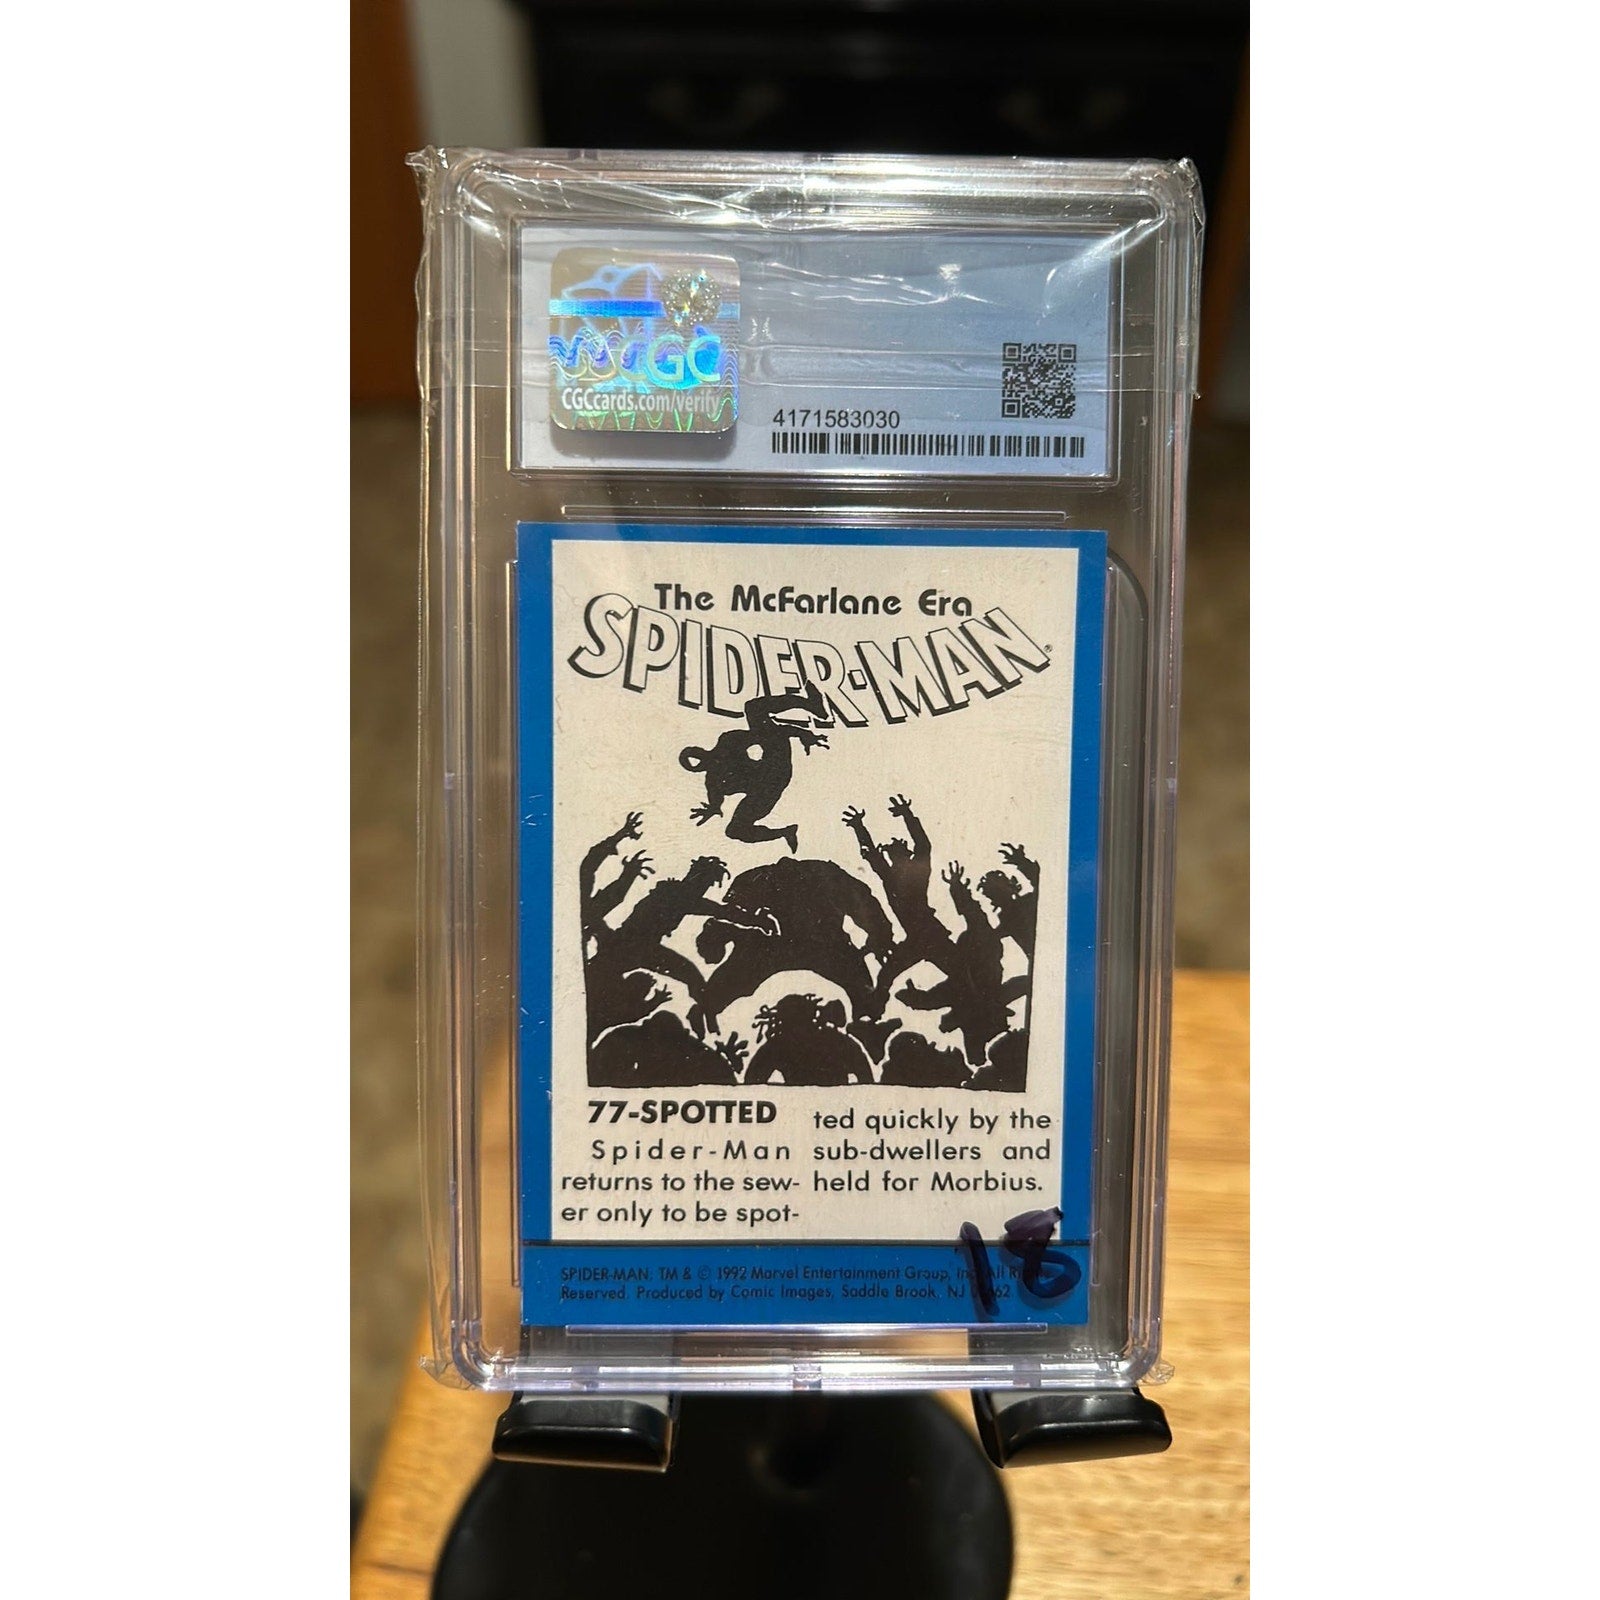 CGC
CGCcards.com/verify
4171583030
The McFarlane Era
SPIDER-MAN®
77-SPOTTED
Spider-Man
returns to the sew-
er only to be spot-
ted quickly by the
sub-dwellers and
held for Morbius.
18
SPIDER-MAN: TM & © 1992 Marvel Entertainment Group, Inc. All
Reserved. Produced by Comic Images, Saddle Brook, NJ